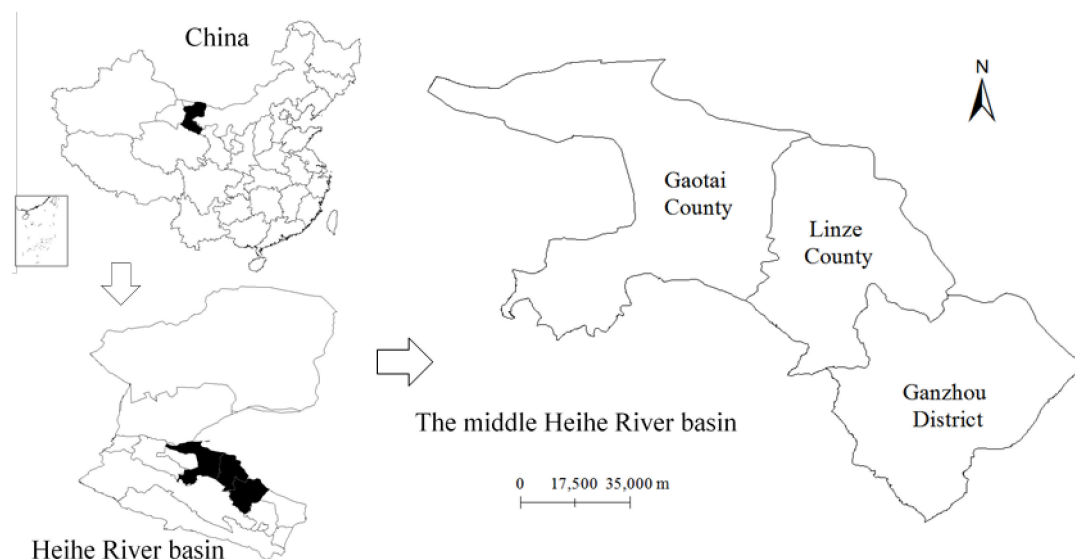 China
N
Gaotai
County
Linze
County
Ganzhou
District
The middle Heihe River basin
0 17,500 35,000 m
Heihe River basin